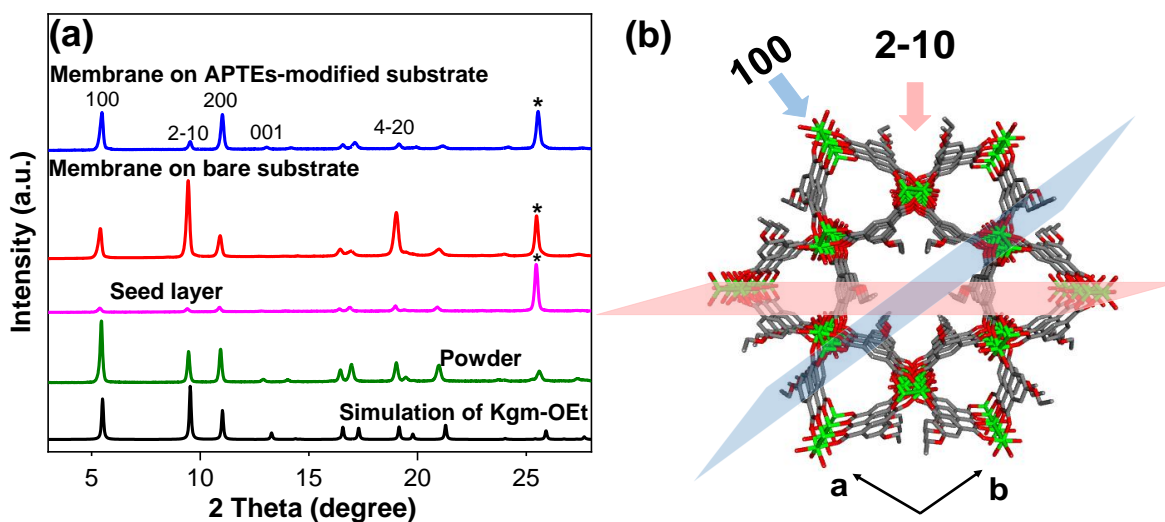 (a)
Membrane on APTEs-modified substrate
100
200
2-10
001
4-20
*
Membrane on bare substrate
*
Seed layer
*
Powder
Simulation of Kgm-OEt
Intensity (a.u.)
5
10
15
20
25
2 Theta (degree)
(b)
100
2-10
a
b